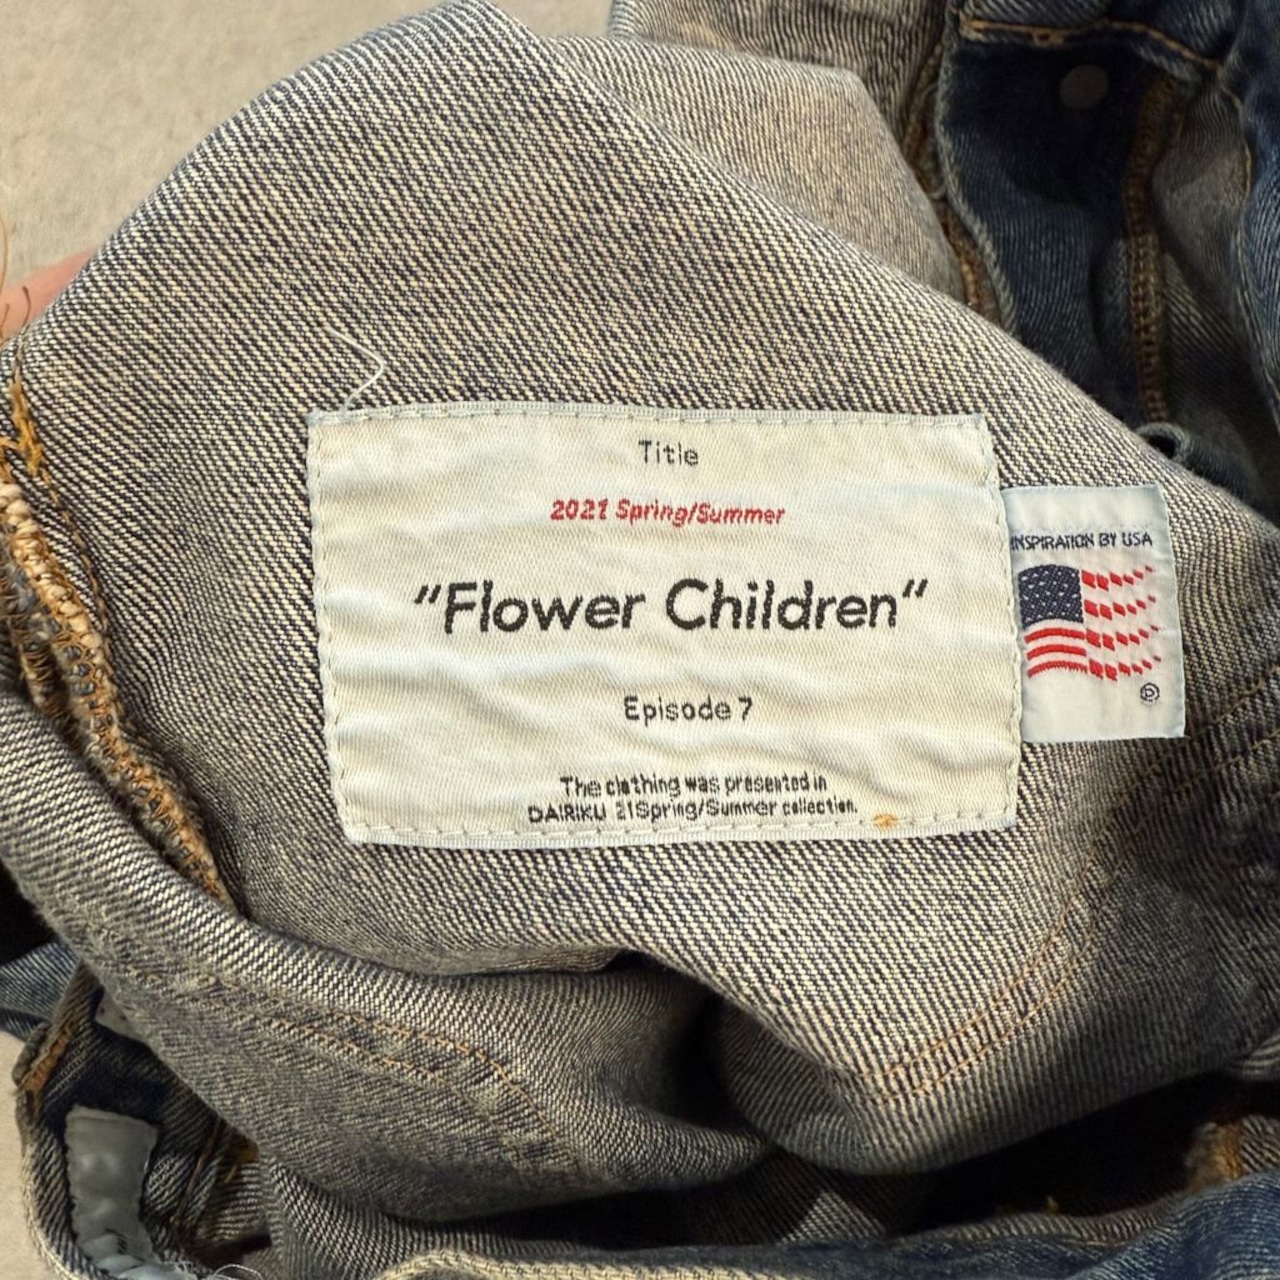 Title
2021 Spring/Summer
“Flower Children“
Episode 7
The clothing was presented in
DAIRIKU 21Spring/Summer collection.
INSPIRATION BY USA